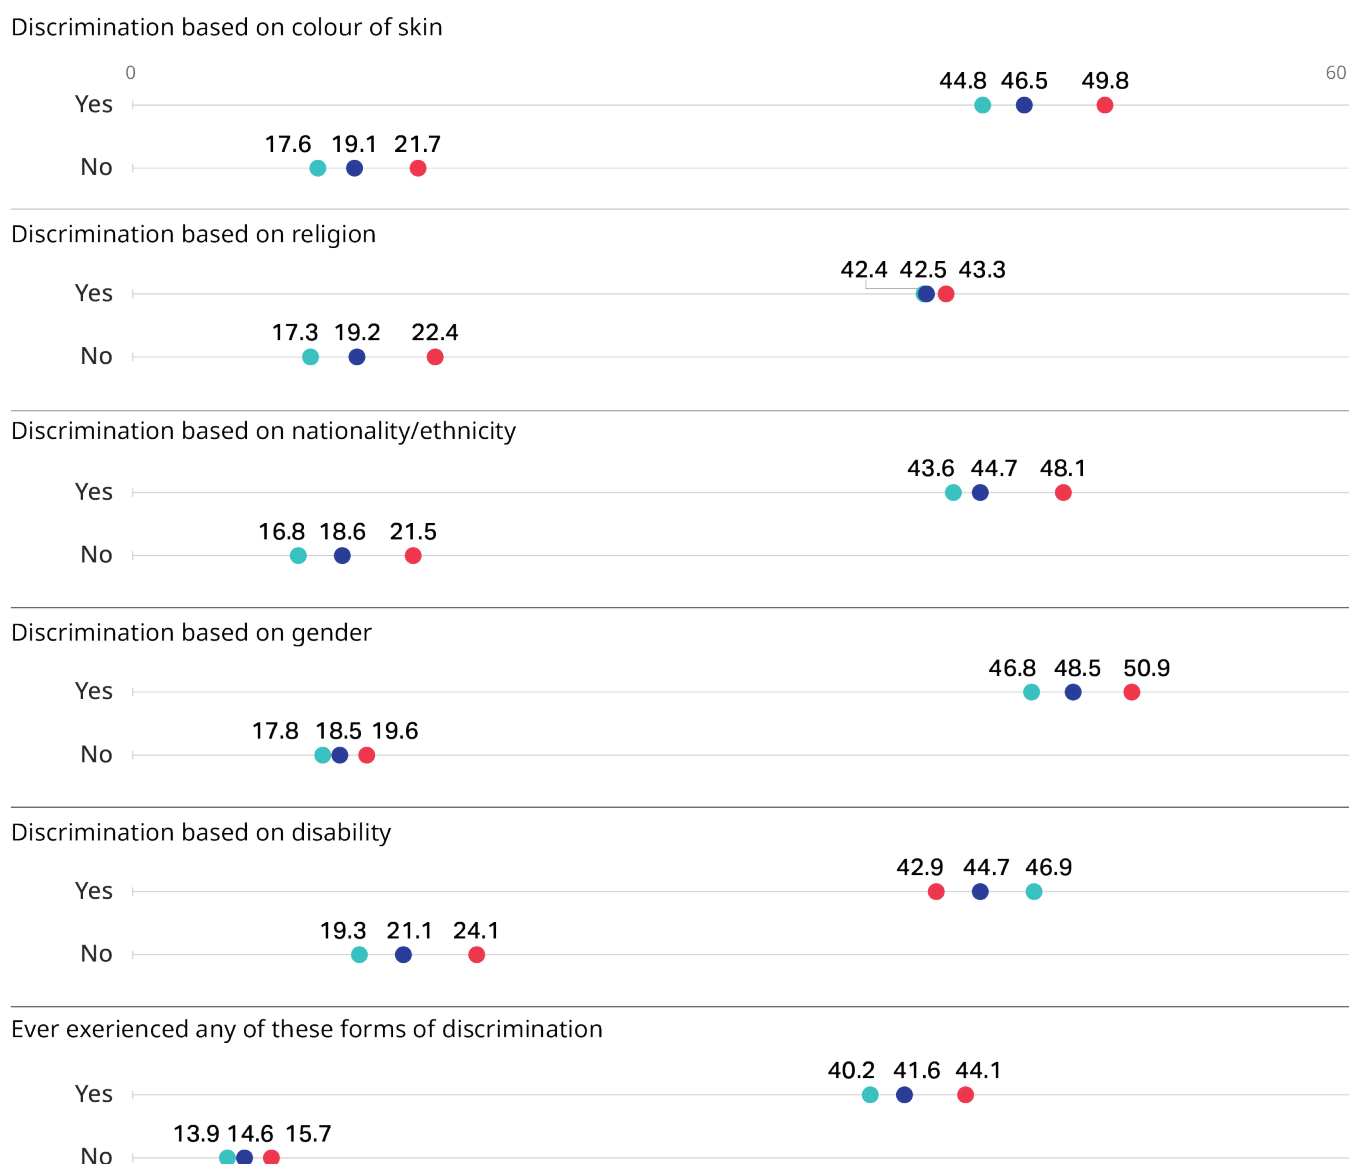 Discrimination based on colour of skin
0 60
44.8 46.5 49.8
Yes
17.6 19.1 21.7
No
Discrimination based on religion
42.4 42.5 43.3
Yes
17.3 19.2 22.4
No
Discrimination based on nationality/ethnicity
43.6 44.7 48.1
Yes
16.8 18.6 21.5
No
Discrimination based on gender
46.8 48.5 50.9
Yes
17.8 18.5 19.6
No
Discrimination based on disability
42.9 44.7 46.9
Yes
19.3 21.1 24.1
No
Ever exerienced any of these forms of discrimination
40.2 41.6 44.1
Yes
13.9 14.6 15.7
No